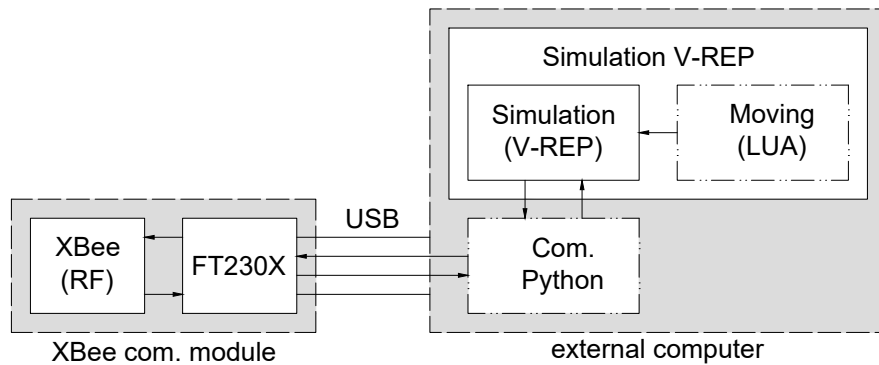 Simulation V-REP
Simulation
(V-REP)
Moving
(LUA)
USB
XBee
(RF)
FT230X
Com.
Python
XBee com. module
external computer